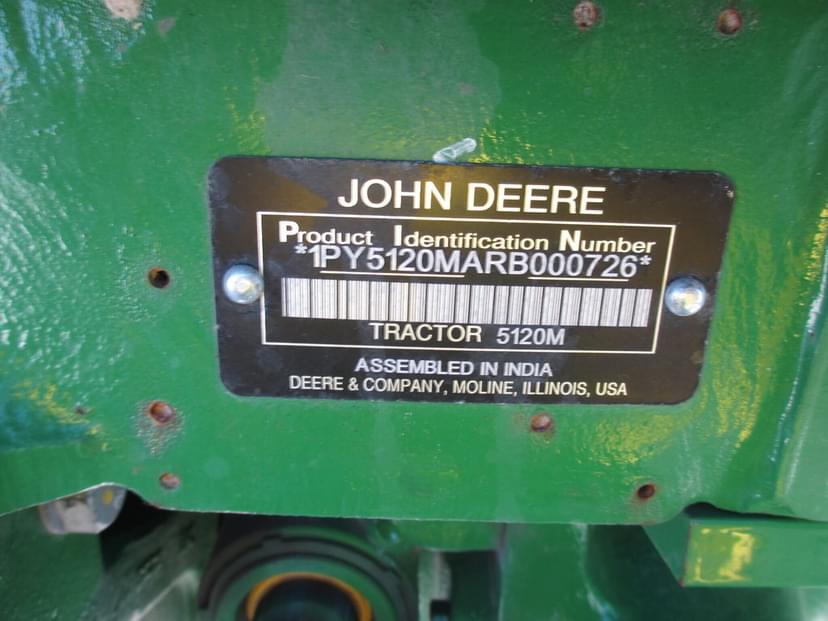 JOHN DEERE
Product Identification Number
*1PY5120MARB000726*
TRACTOR 5120M
ASSEMBLED IN INDIA
DEERE & COMPANY, MOLINE, ILLINOIS, USA